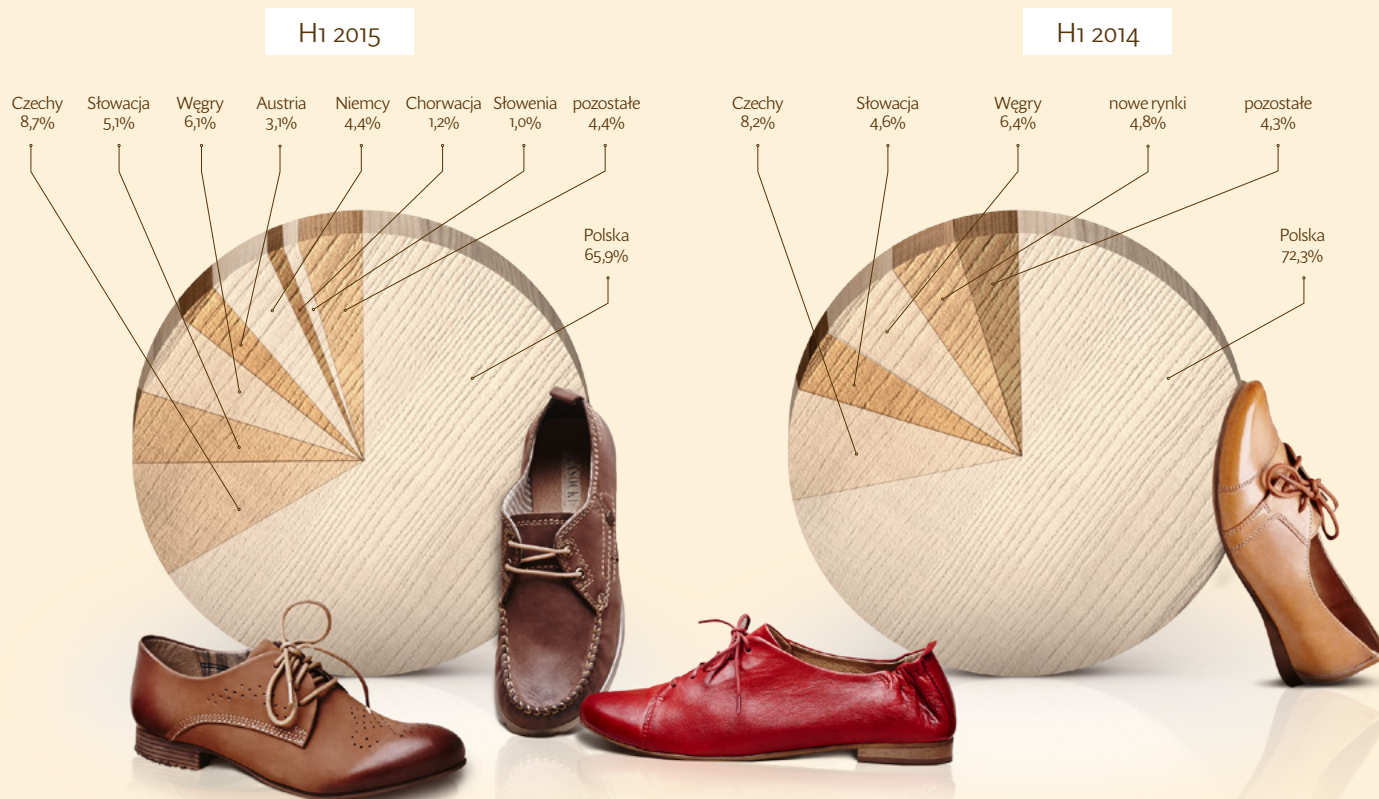 H1 2015
Czechy
8,7%
Słowacja
5,1%
Węgry
6,1%
Austria
3,1%
Niemcy
4,4%
Chorwacja
1,2%
Słowenia
1,0%
pozostałe
4,4%
Polska
65,9%
H1 2014
Czechy
8,2%
Słowacja
4,6%
Węgry
6,4%
nowe rynki
4,8%
pozostałe
4,3%
Polska
72,3%